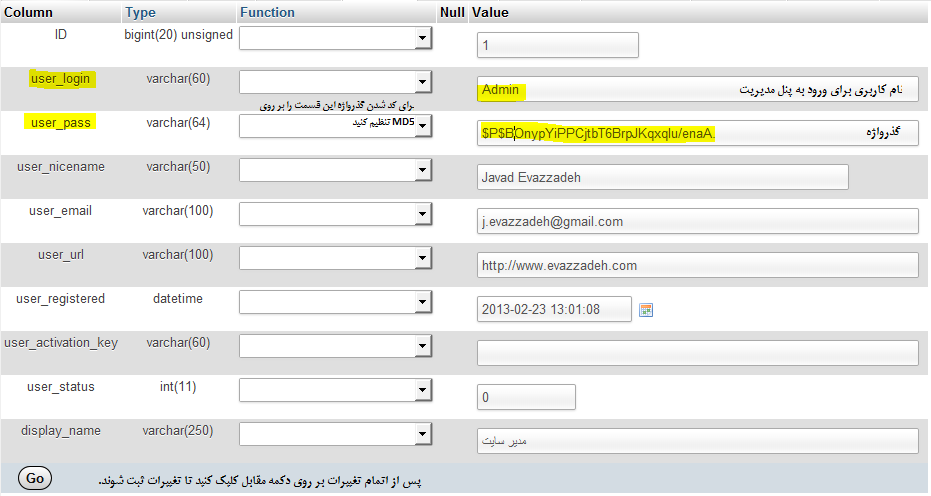 Column Type Function Null Value
ID bigint(20) unsigned 1
user_login varchar(60) Admin نام کاربری برای ورود به پنل مدیریت
برای کد شدن گذرواژه این قسمت را بر روی
MD5 تنظیم کنید
user_pass varchar(64) $P$BOnypYiPPCjtbT6BrpJKqxqlu/enaA. گذرواژه
user_nicename varchar(50) Javad Evazzadeh
user_email varchar(100) j.evazzadeh@gmail.com
user_url varchar(100) http://www.evazzadeh.com
user_registered datetime 2013-02-23 13:01:08
user_activation_key varchar(60)
user_status int(11) 0
display_name varchar(250) مدیر سایت
Go پس از اتمام تغییرات بر روی دکمه مقابل کلیک کنید تا تغییرات ثبت شوند.